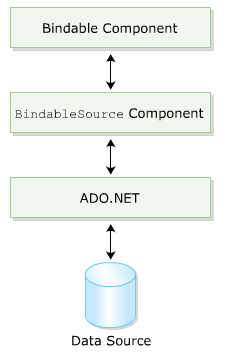 Bindable Component
BindableSource Component
ADO.NET
Data Source